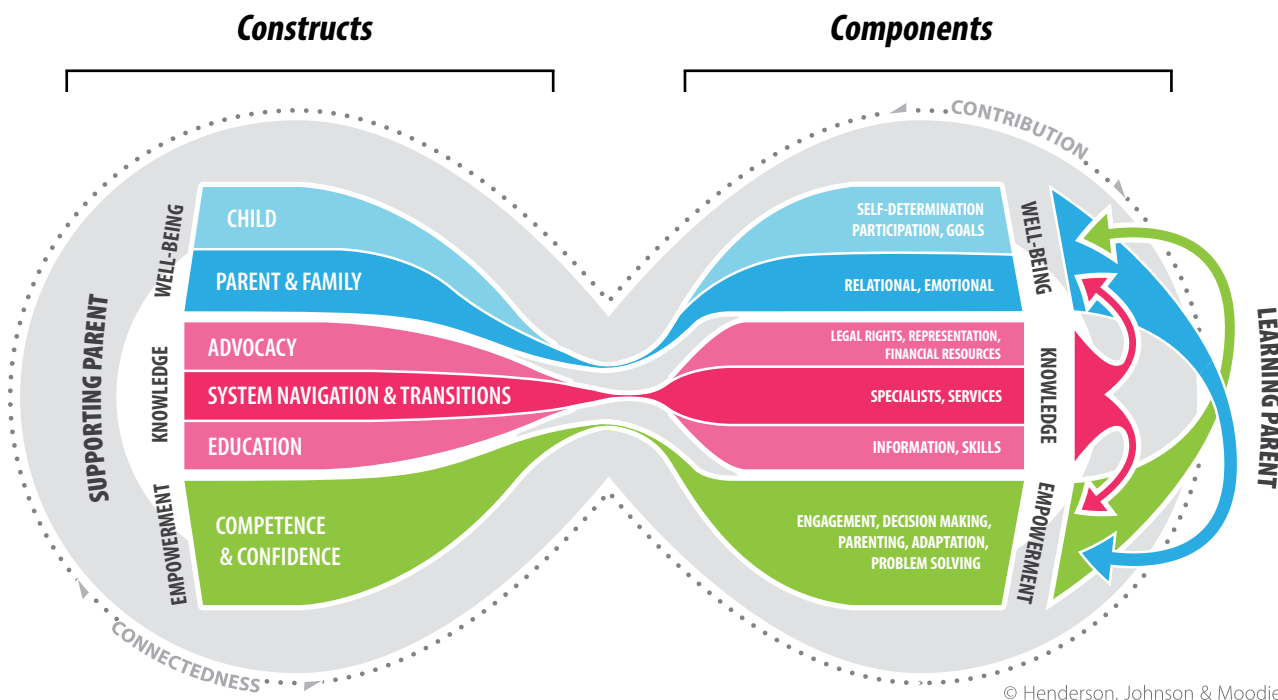 Constructs
Components
CONTRIBUTION
SUPPORTING PARENT
WELL-BEING
CHILD
PARENT & FAMILY
KNOWLEDGE
ADVOCACY
SYSTEM NAVIGATION & TRANSITIONS
EDUCATION
EMPOWERMENT
COMPETENCE
& CONFIDENCE
CONNECTEDNESS
SELF-DETERMINATION
PARTICIPATION, GOALS
RELATIONAL, EMOTIONAL
WELL-BEING
LEGAL RIGHTS, REPRESENTATION,
FINANCIAL RESOURCES
SPECIALISTS, SERVICES
INFORMATION, SKILLS
KNOWLEDGE
ENGAGEMENT, DECISION MAKING,
PARENTING, ADAPTATION,
PROBLEM SOLVING
EMPOWERMENT
LEARNING PARENT
© Henderson, Johnson & Moodie